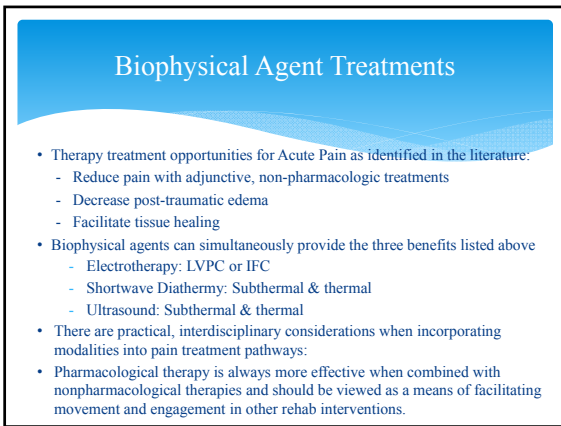 Biophysical Agent Treatments
• Therapy treatment opportunities for Acute Pain as identified in the literature:
- Reduce pain with adjunctive, non-pharmacologic treatments
- Decrease post-traumatic edema
- Facilitate tissue healing
• Biophysical agents can simultaneously provide the three benefits listed above
- Electrotherapy: LVPC or IFC
- Shortwave Diathermy: Subthermal & thermal
- Ultrasound: Subthermal & thermal
• There are practical, interdisciplinary considerations when incorporating
modalities into pain treatment pathways:
• Pharmacological therapy is always more effective when combined with
nonpharmacological therapies and should be viewed as a means of facilitating
movement and engagement in other rehab interventions.